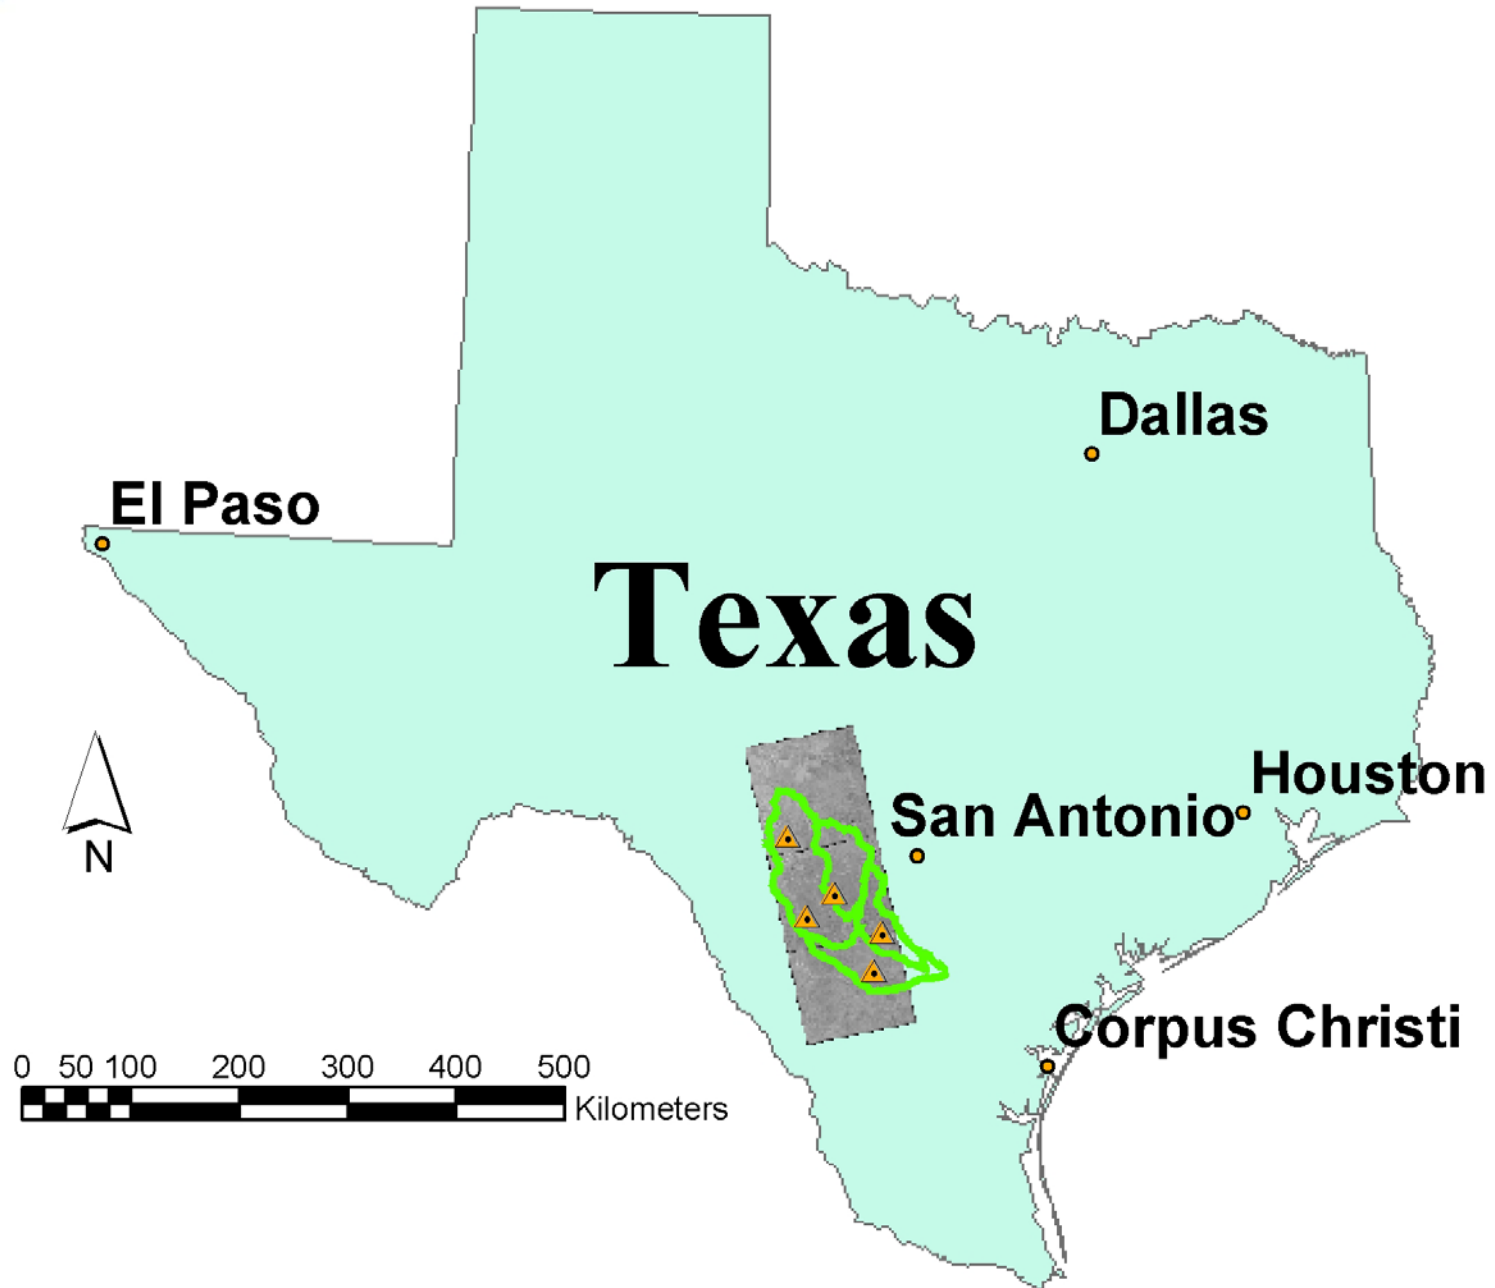 Dallas
El Paso
Texas
Houston
San Antonio
N
Corpus Christi
0 50 100 200 300 400 500
Kilometers